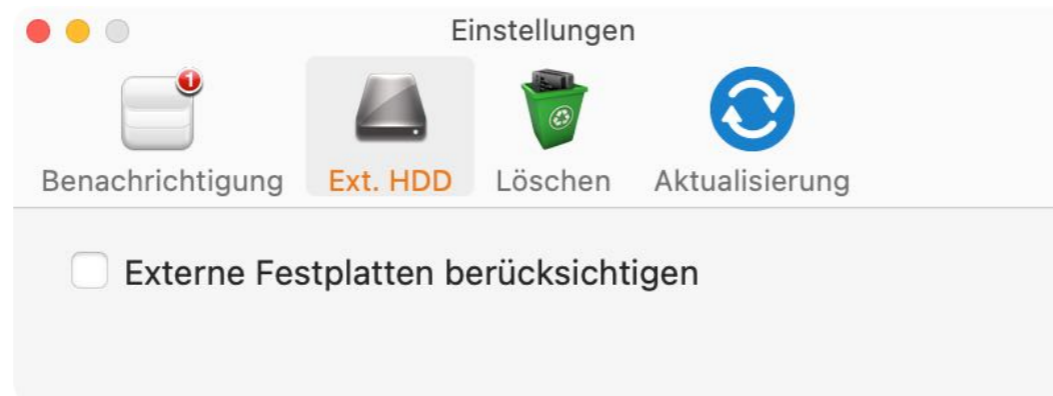 Einstellungen
1
Benachrichtigung Ext. HDD Löschen Aktualisierung
Externe Festplatten berücksichtigen